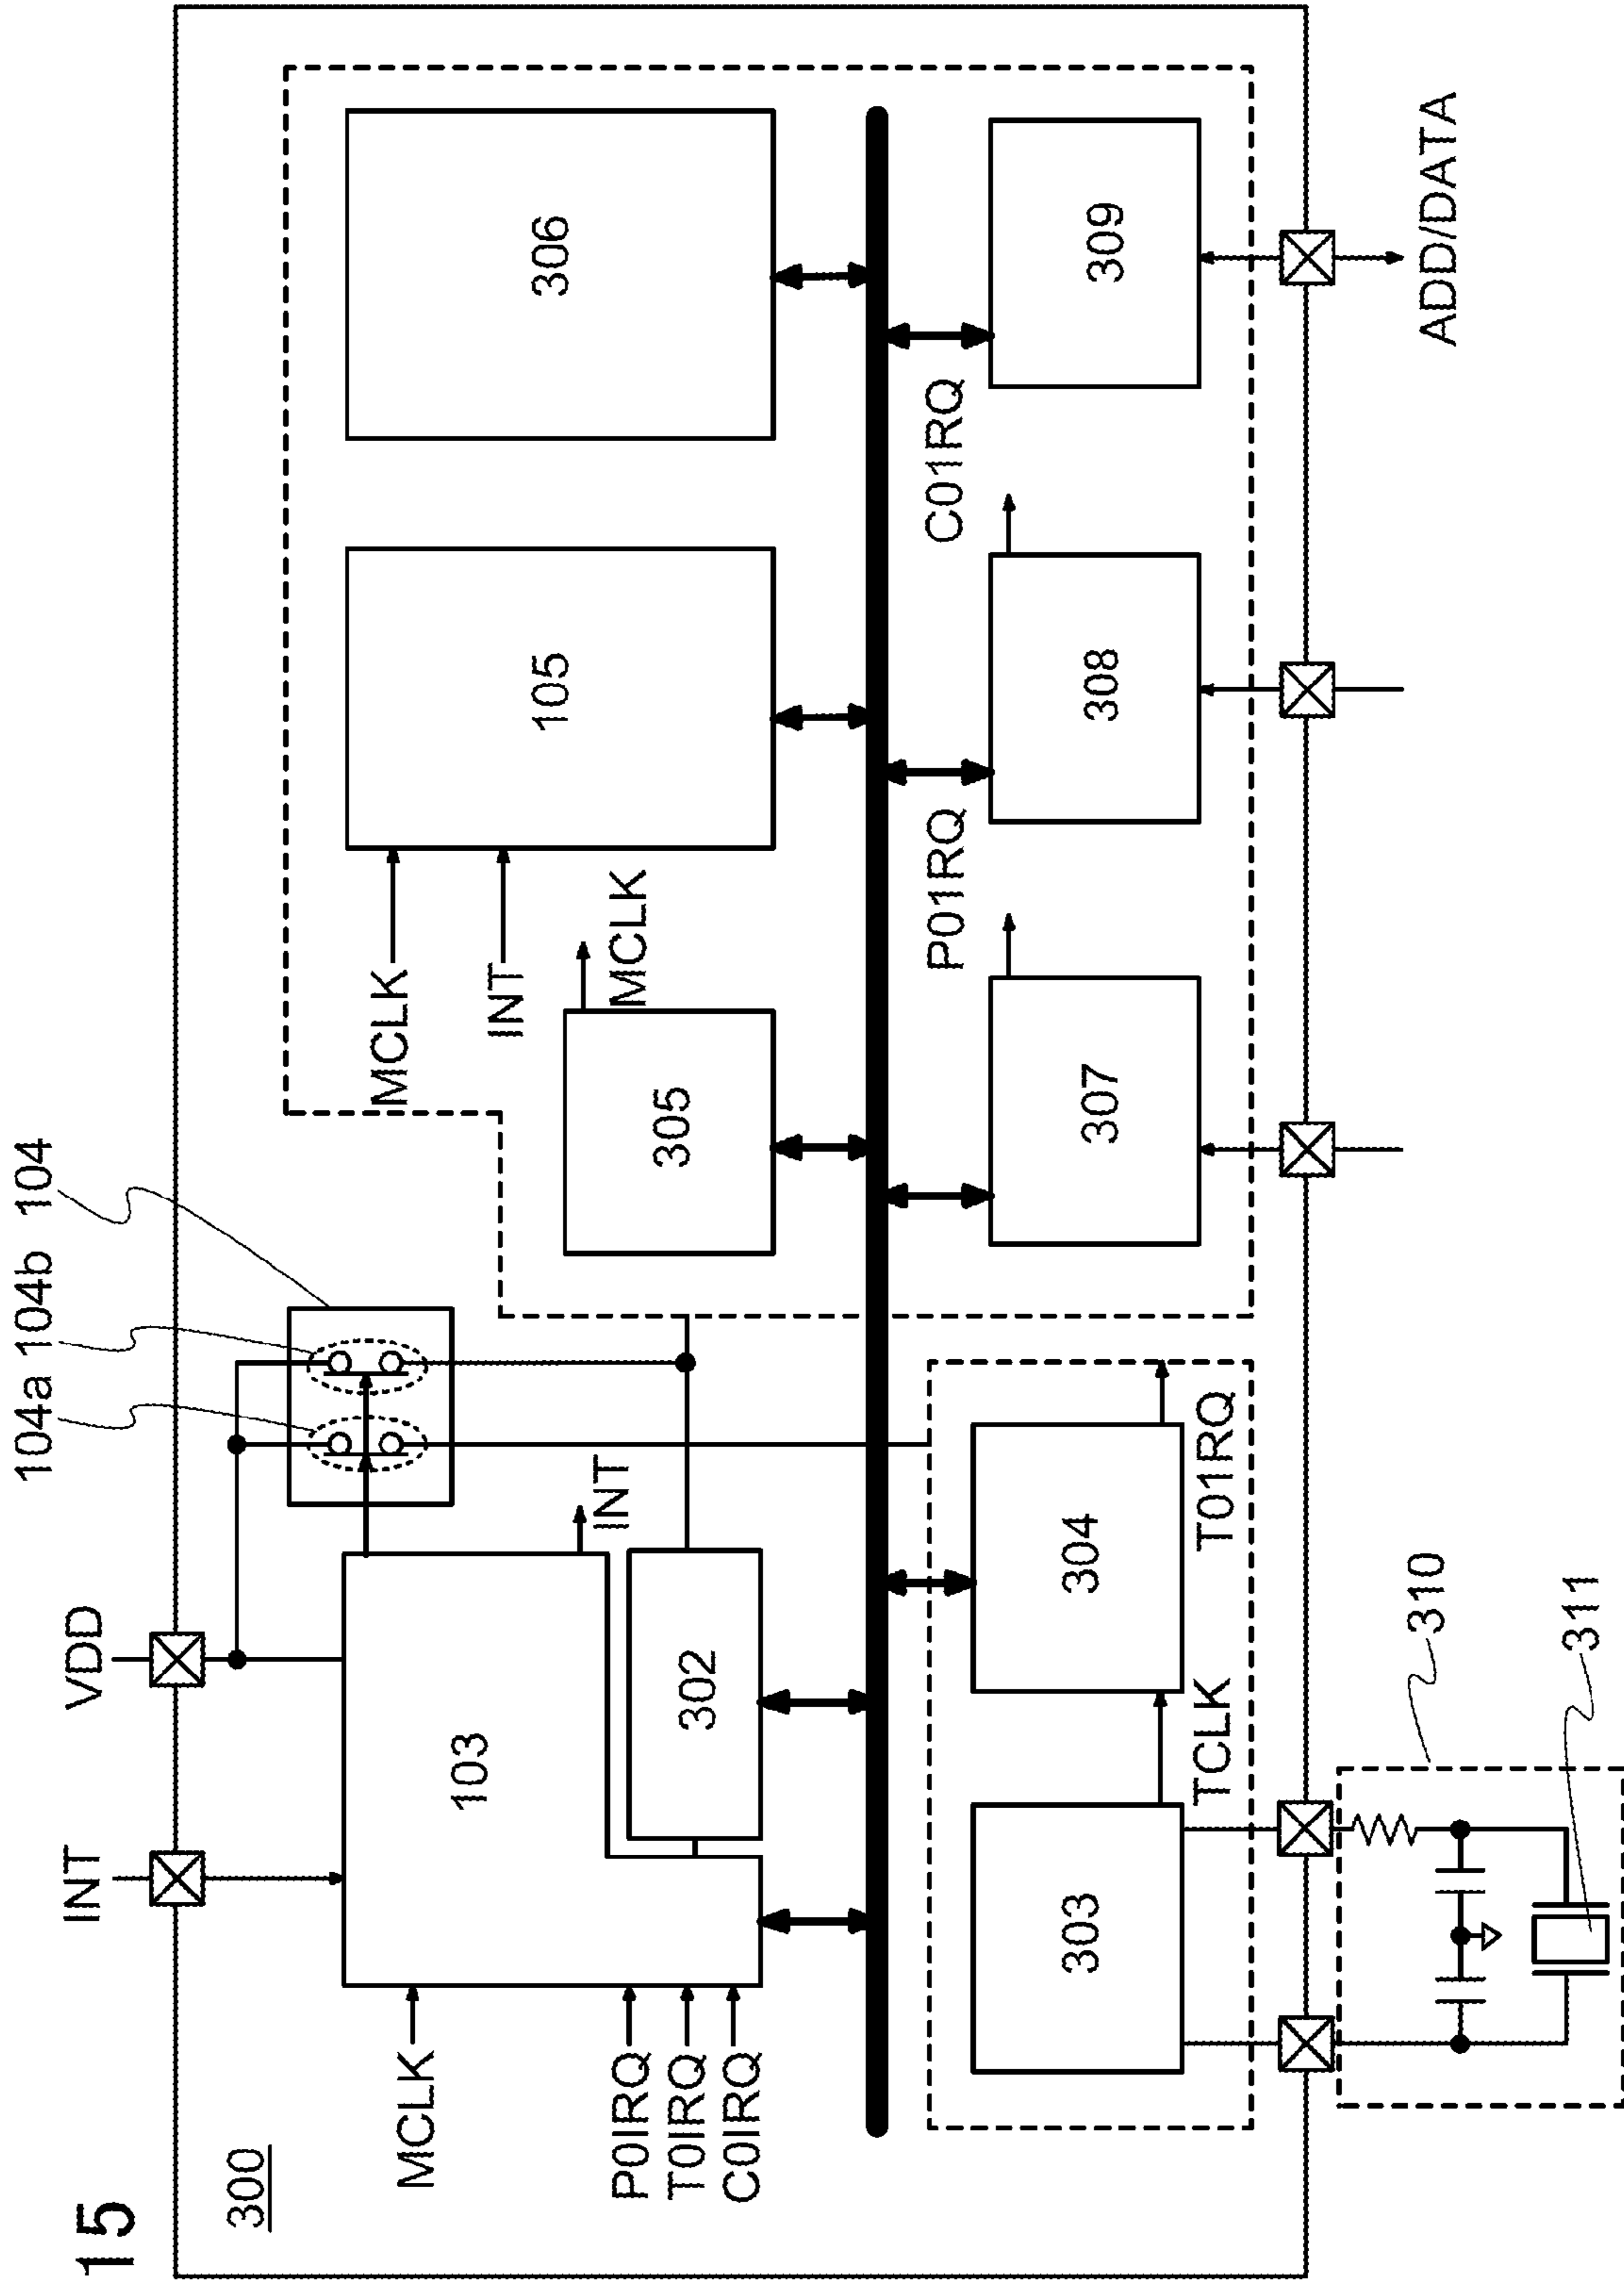 15
300
INT
VDD
104a
104b
104
MCLK
P0IRQ
T0IRQ
C0IRQ
103
302
INT
305
MCLK
MCLK
INT
105
306
303
TCLK
304
T01RQ
307
P01RQ
308
C01RQ
309
310
311
ADD/DATA